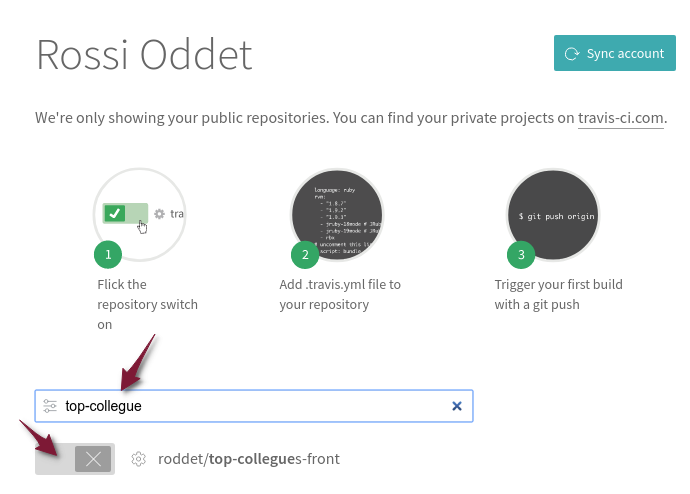 Rossi Oddet
Sync account
We're only showing your public repositories. You can find your private projects on travis-ci.com.
tra
language: ruby
rvm:
- "1.8.7"
- "1.9.2"
- "1.9.3"
- jruby-18mode # JRu
- jruby-19mode # JRu
- rbx
# uncomment this li
script: bundle
$ git push origin
1
2
3
Flick the
repository switch
on
Add .travis.yml file to
your repository
Trigger your first build
with a git push
top-collegue
roddet/top-collegues-front